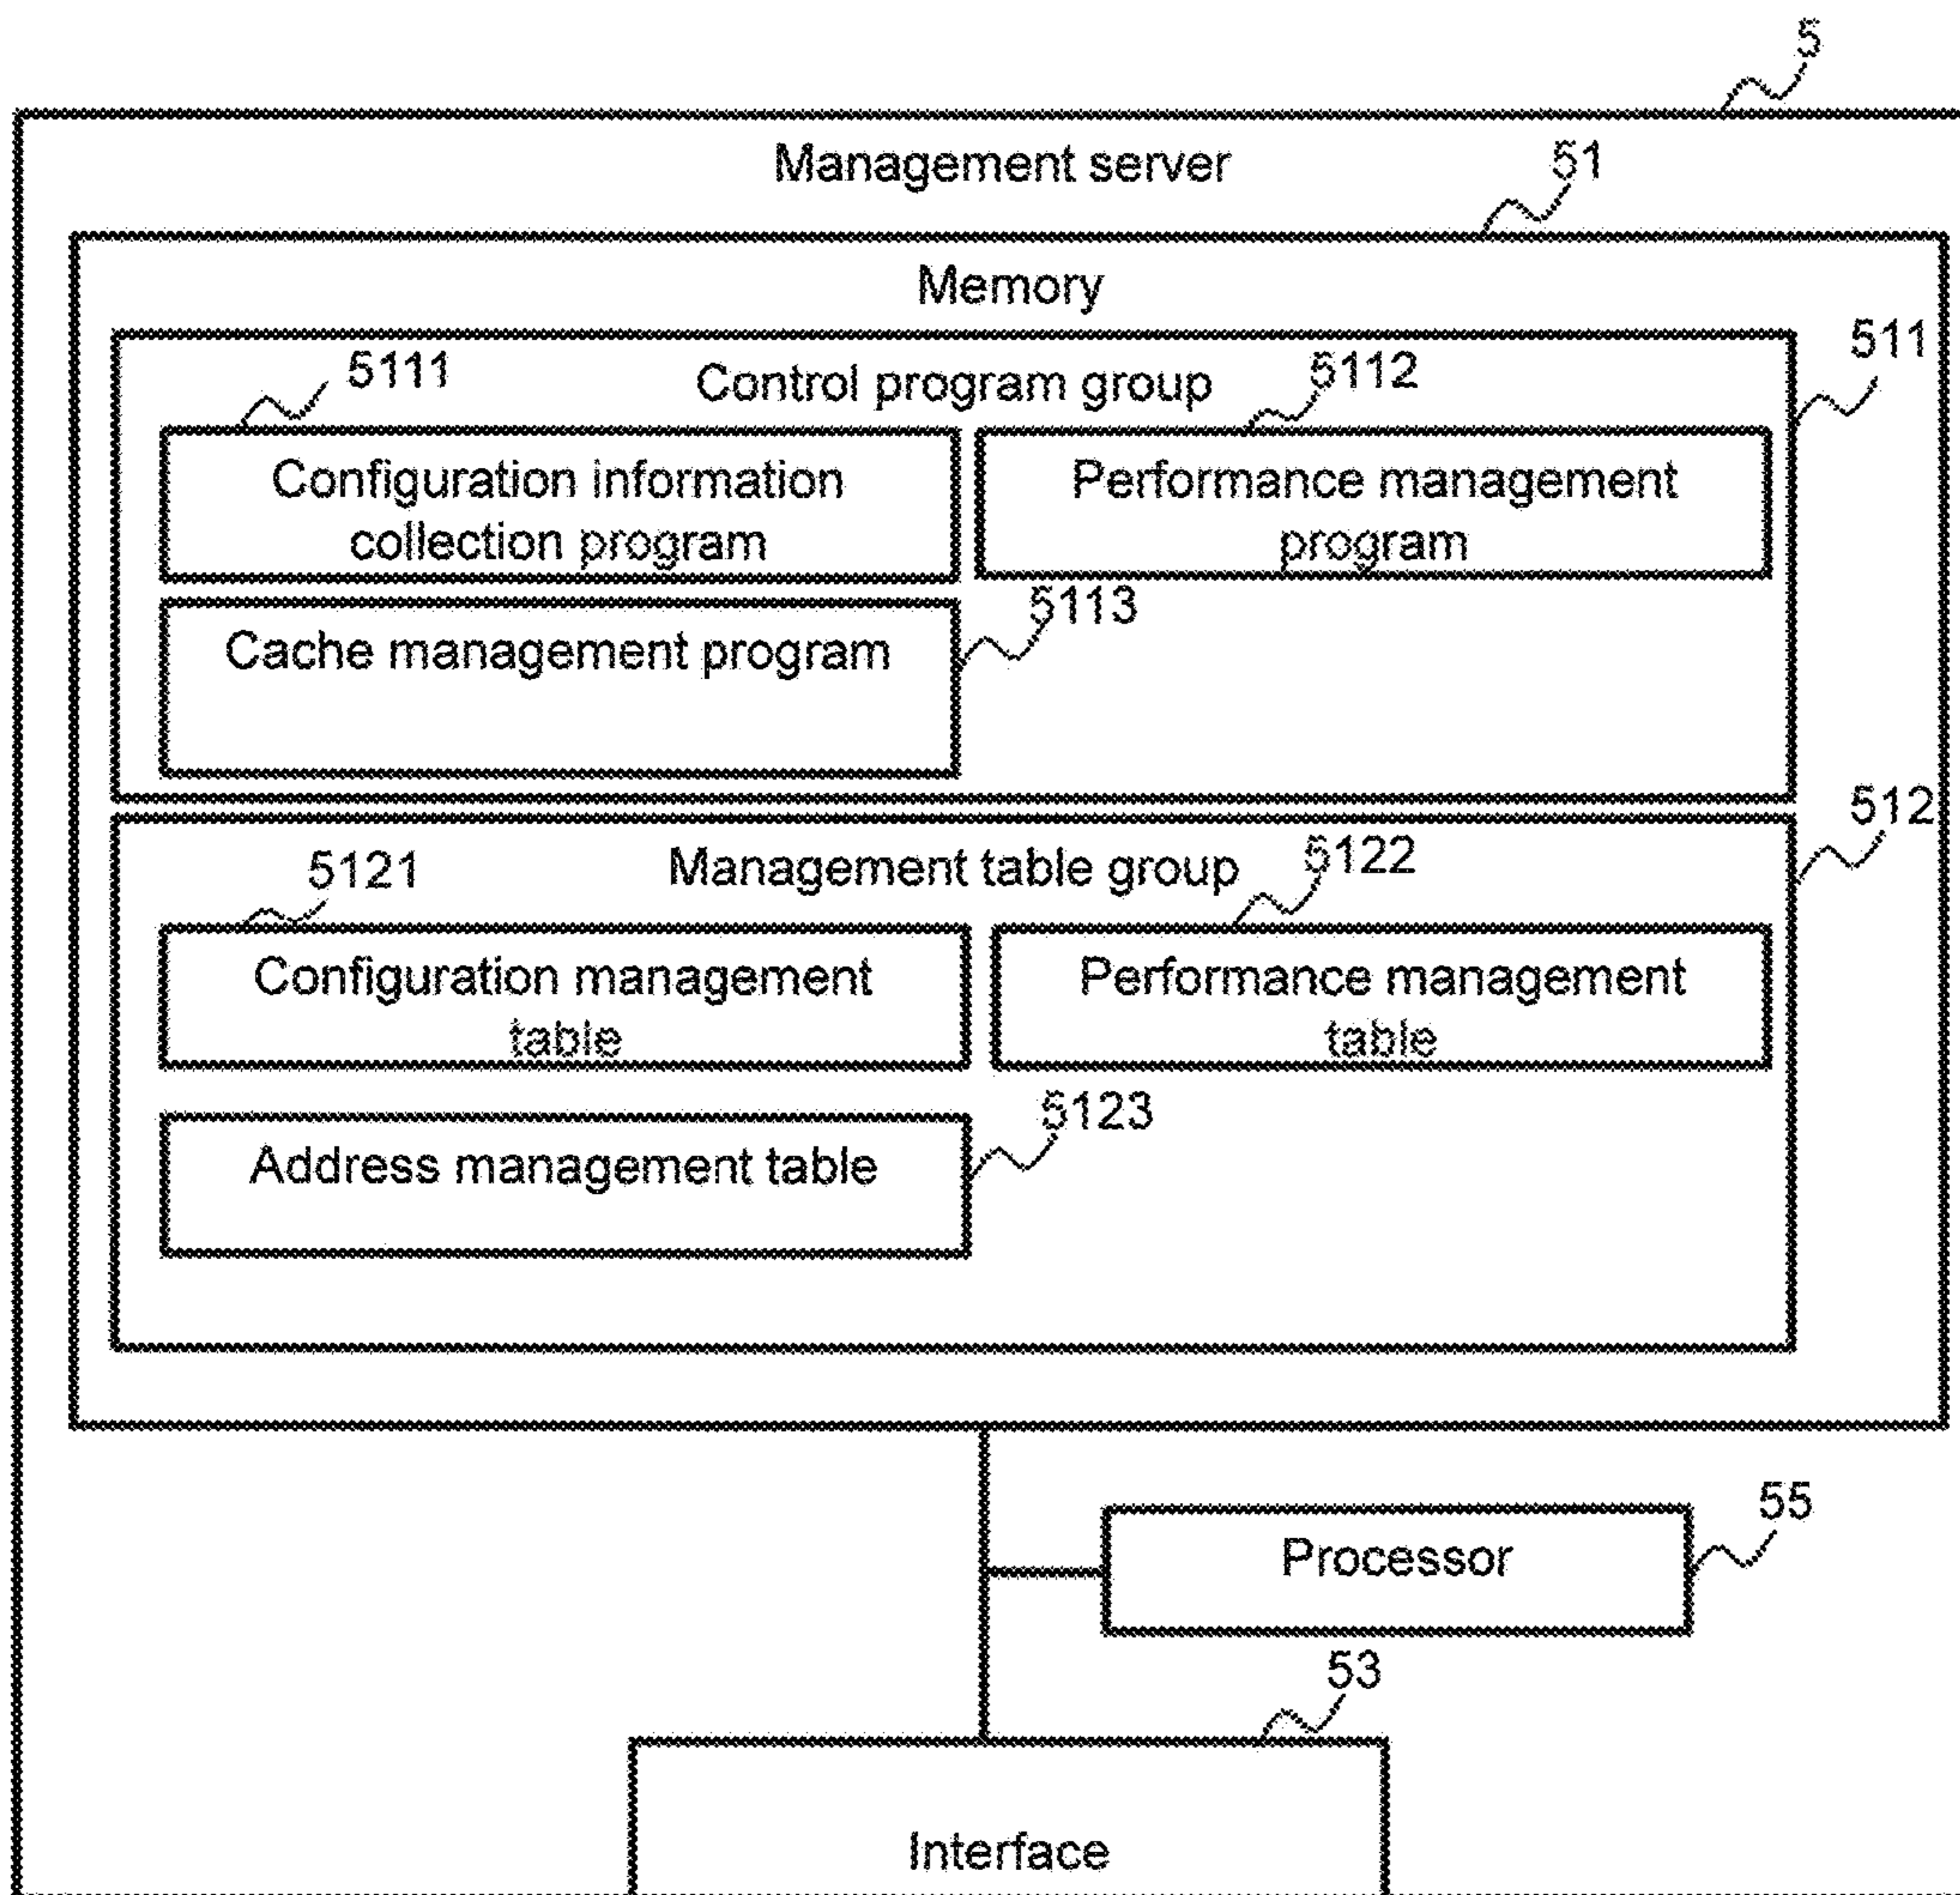 5
Management server
51
Memory
511
5111
Control program group
5112
Configuration information
collection program
Performance management
program
5113
Cache management program
512
5121
Management table group
5122
Configuration management
table
Performance management
table
5123
Address management table
55
Processor
53
Interface